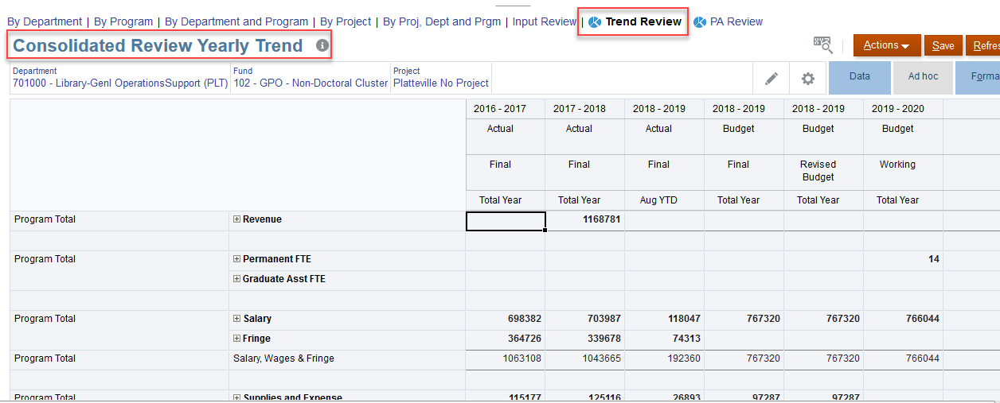 By Department | By Program | By Department and Program | By Project | By Proj, Dept and Prgm | Input Review | Trend Review PA Review
Consolidated Review Yearly Trend
Actions Save Refres
Department Fund Project
701000 - Library-Genl OperationsSupport (PLT) 102 - GPO - Non-Doctoral Cluster Platteville No Project
Data Ad hoc Forma
2016 - 2017 2017 - 2018 2018 - 2019 2018 - 2019 2018 - 2019 2019 - 2020
Actual Actual Actual Budget Budget Budget
Final Final Final Final Revised Budget Working
Total Year Total Year Aug YTD Total Year Total Year Total Year
Program Total Revenue 1168781
Program Total Permanent FTE 14
Graduate Asst FTE
Program Total Salary 698382 703987 118047 767320 767320 766044
Fringe 364726 339678 74313
Program Total Salary, Wages & Fringe 1063108 1043665 192360 767320 767320 766044
Program Total Supplies and Expense 115177 125116 26893 97287 97287